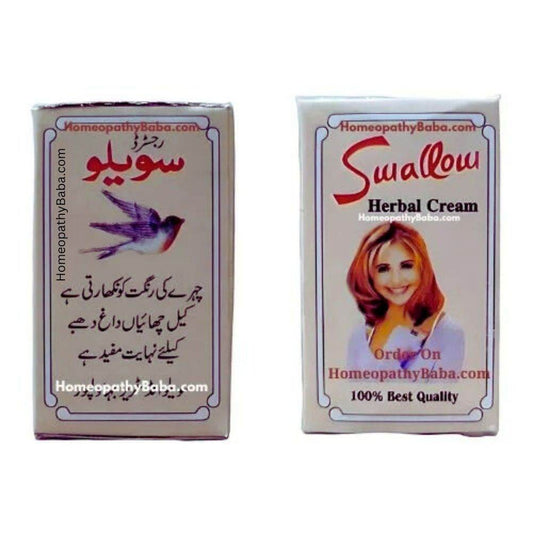 HomeopathyBaba.com
رجسٹرڈ
سویلو
HomeopathyBaba.com
چہرے کی رنگت کو نکھارتی ہے
کیل چھائیاں داغ دھبے
کیلئے نہایت مفید ہے
HomeopathyBaba.com
HomeopathyBaba.com
Swallow
Herbal Cream
HomeopathyBaba.com
Order On
HomeopathyBaba.com
100% Best Quality